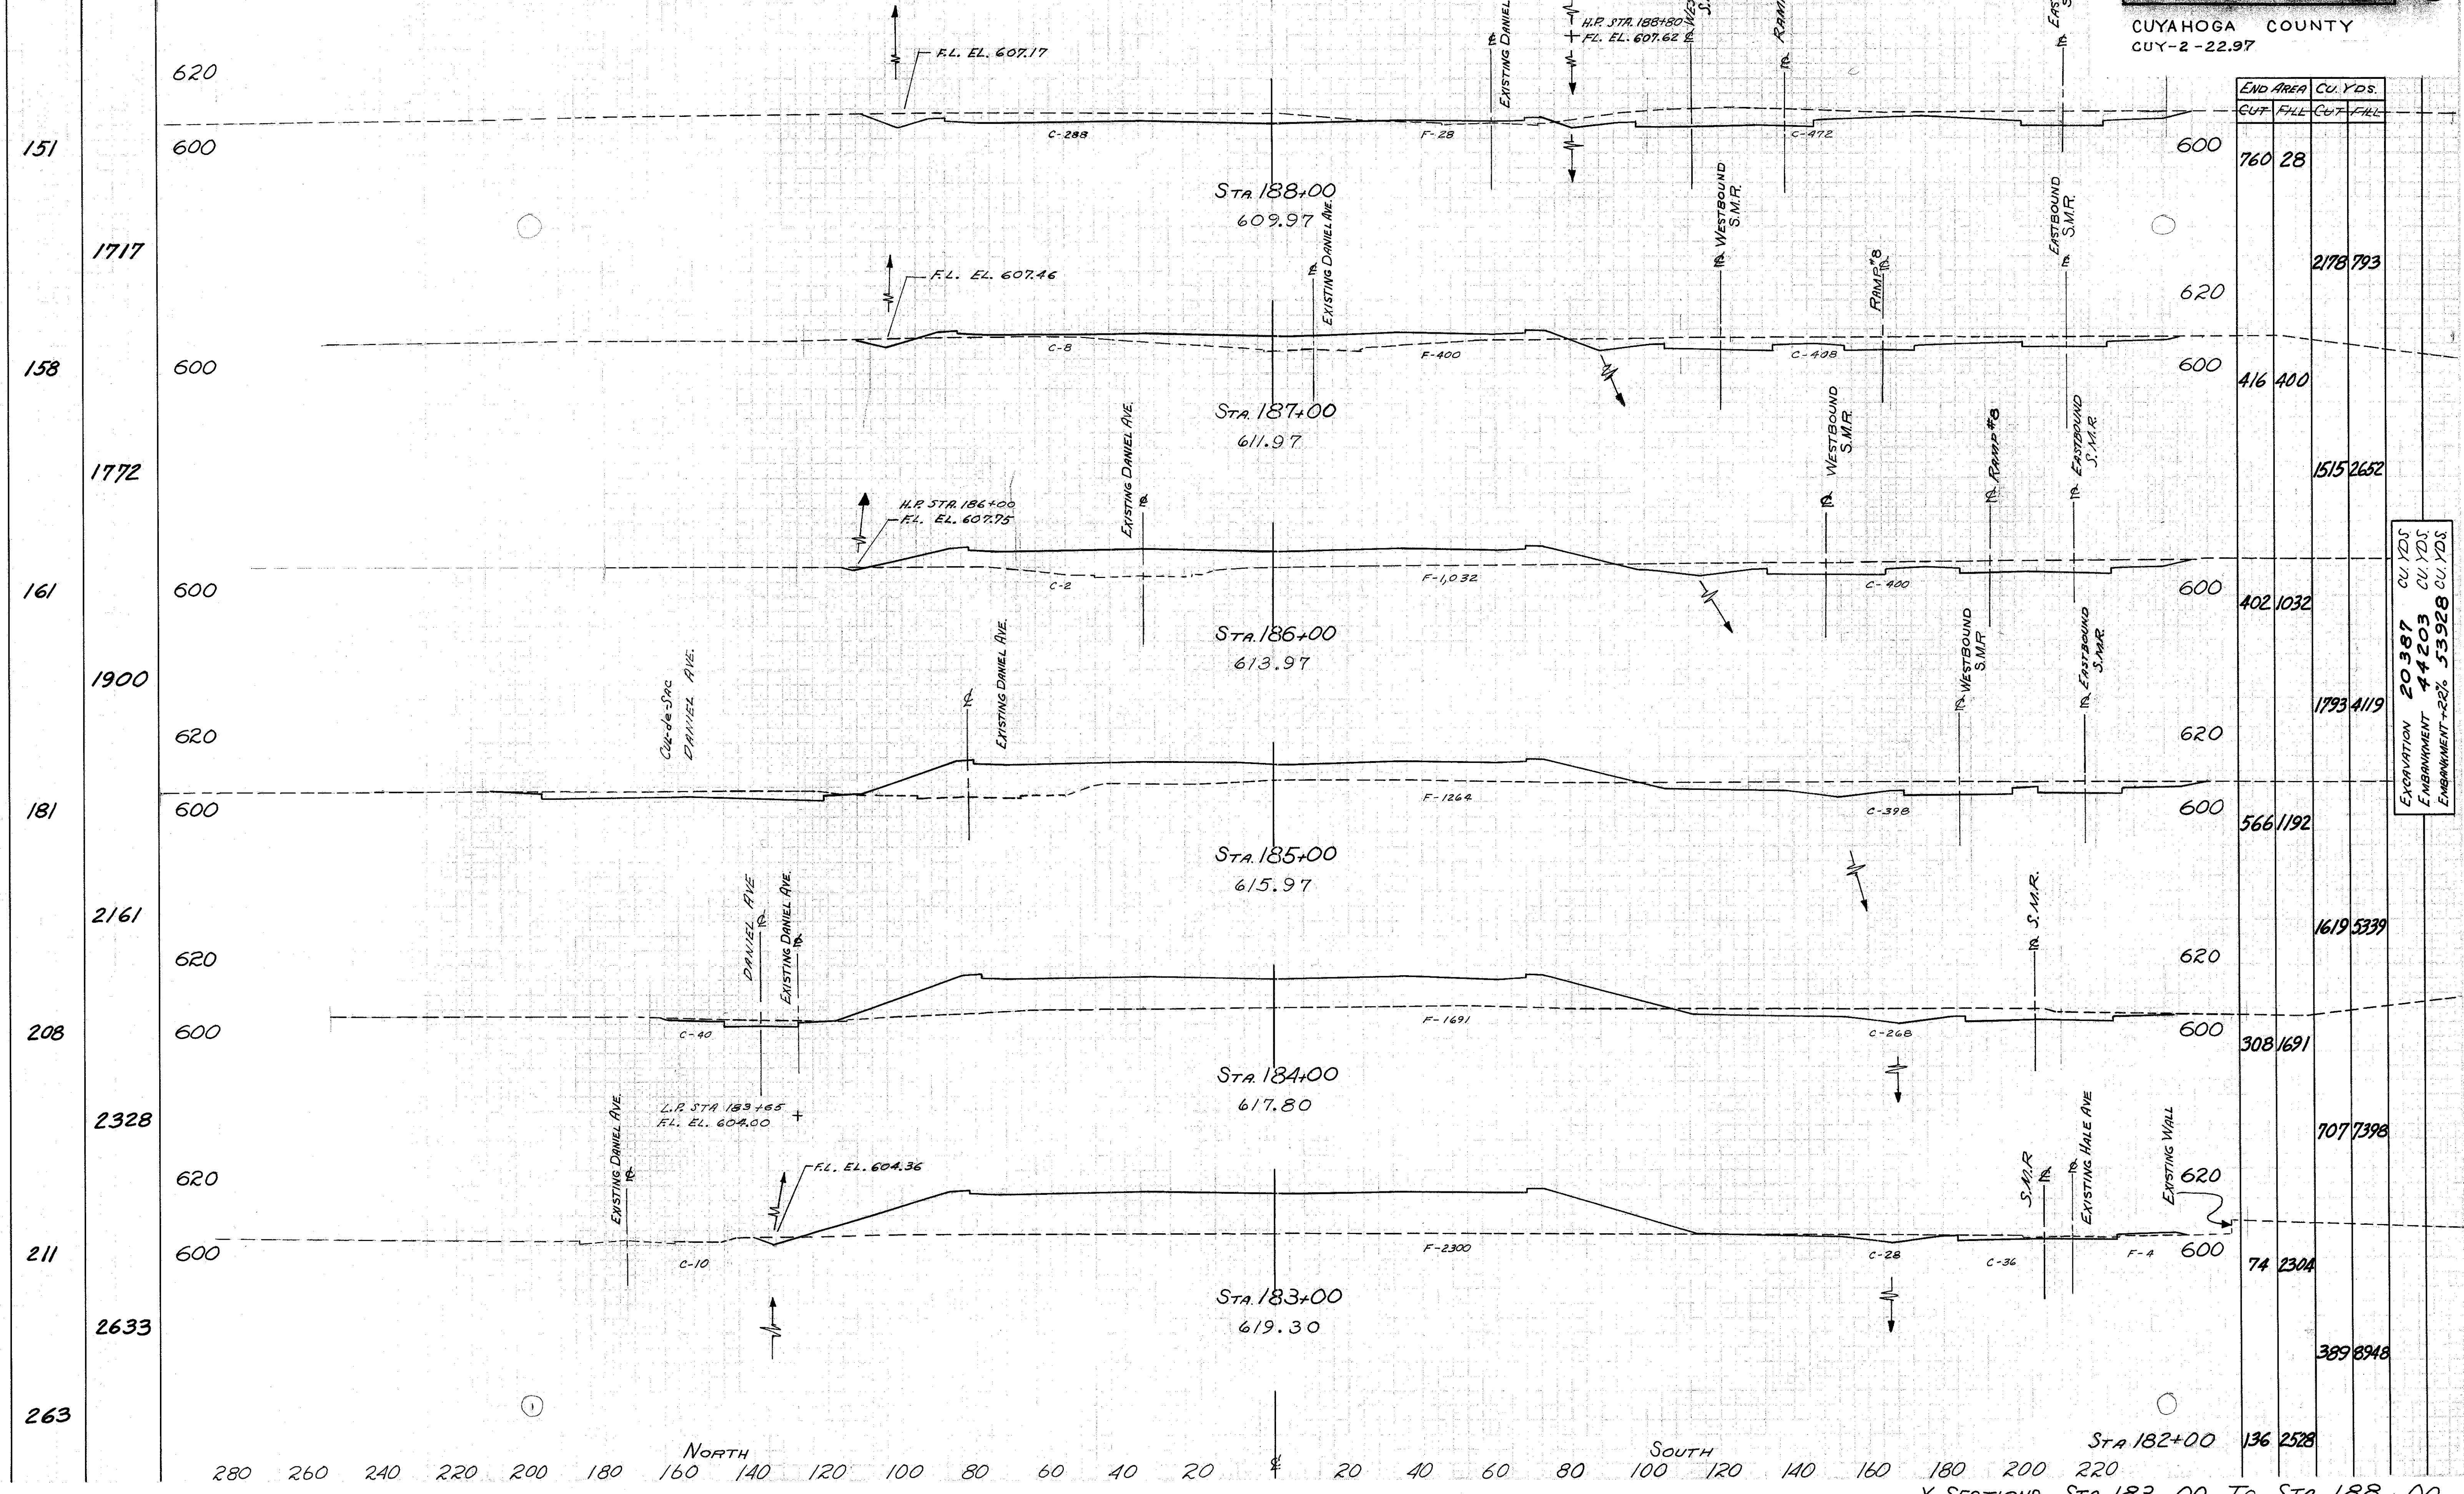 CUYAHOGA COUNTY
CUY-2-22.97
END AREA CU. YDS.
CUT FILL CUT FILL
H.P. STA. 188+80
FL. EL. 607.62
F.L. EL. 607.17
EXISTING DANIEL
620
151
600
C-288
F-28
C-472
600
760 28
STA. 188+00
609.97
EXISTING DANIEL AVE.
WESTBOUND
S.M.R.
RAMP #8
EASTBOUND
S.M.R.
1717
2178 793
F.L. EL. 607.46
620
158
600
C-8
F-400
C-408
600
416 400
STA. 187+00
611.97
EXISTING DANIEL AVE.
WESTBOUND
S.M.R.
RAMP #8
EASTBOUND
S.M.R.
1772
1515 2652
H.P. STA. 186+00
F.L. EL. 607.75
161
600
C-2
F-1,032
C-400
600
402 1032
STA. 186+00
613.97
CUL-de-SAC
DANIEL AVE.
EXISTING DANIEL AVE.
WESTBOUND
S.M.R.
EASTBOUND
S.M.R.
1900
1793 4119
EXCAVATION 20387 CU. YDS
EMBANKMENT 44203 CU. YDS.
EMBANKMENT+22% 53928 CU. YDS.
620
620
181
600
F-1264
C-398
600
566 1192
STA. 185+00
615.97
DANIEL AVE
EXISTING DANIEL AVE.
S.M.R.
2161
1619 5339
620
620
208
600
C-40
F-1691
C-268
600
308 1691
STA. 184+00
617.80
L.P. STA 183+65
FL. EL. 604.00
EXISTING DANIEL AVE.
S.M.R
EXISTING HALE AVE
EXISTING WALL
2328
707 7398
F.L. EL. 604.36
620
620
211
600
C-10
F-2300
C-28
C-36
F-4
600
74 2304
STA. 183+00
619.30
2633
389 8948
263
STA 182+00 136 2528
NORTH
SOUTH
280 260 240 220 200 180 160 140 120 100 80 60 40 20 ℄ 20 40 60 80 100 120 140 160 180 200 220